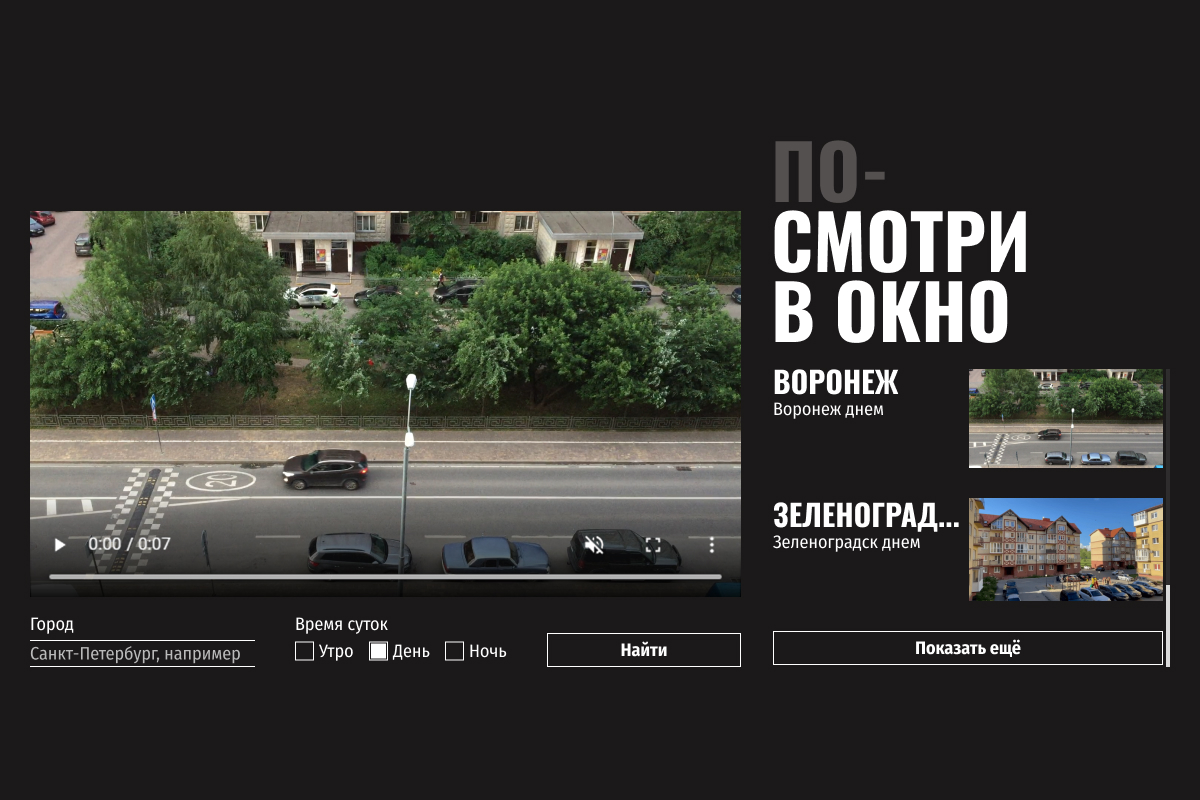 ПО-
СМОТРИ
В ОКНО
20
0:00 / 0:07
Город
Санкт-Петербург, например
Время суток
Утро
День
Ночь
Найти
ВОРОНЕЖ
Воронеж днем
ЗЕЛЕНОГРАД...
Зеленоградск днем
Показать ещё